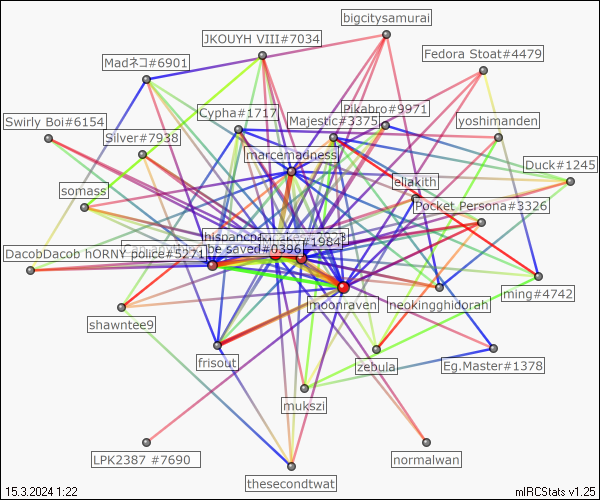 bigcitysamurai
JKOUYH VIII#7034
Fedora Stoat#4479
Madネコ#6901
Pikabro#9971
Cypha#1717
Majestic#3375
yoshimanden
Swirly Boi#6154
Silver#7938
marcemadness
Duck#1245
eliakith
somass
Pocket Persona#3326
hispancha
#1984
be saved#0396
DacobDacob hORNY police#5271
ming#4742
moonraven
neokingghidorah
shawntee9
frisout
zebula
Eg.Master#1378
mukszi
LPK2387 #7690
normalwan
thesecondtwat
15.3.2024 1:22
mIRCStats v1.25